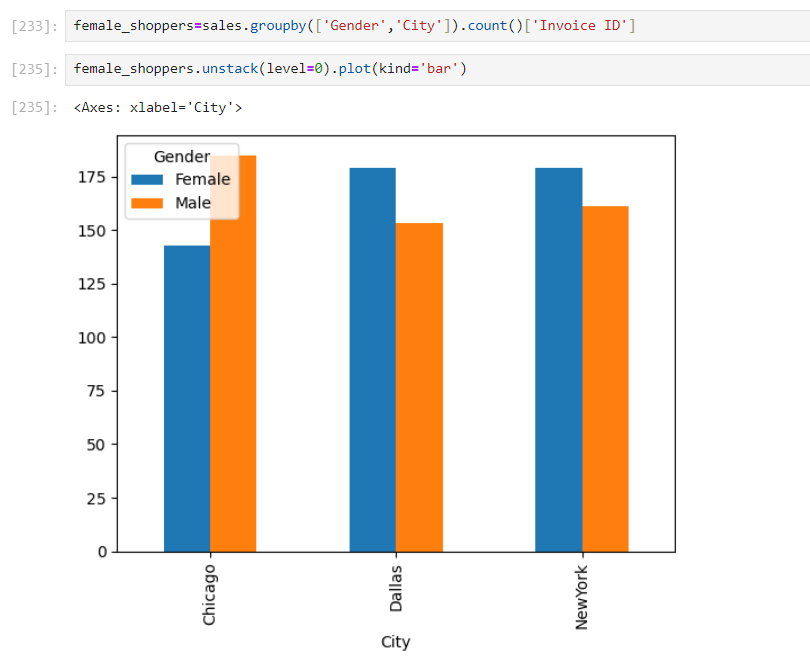 [233]: female_shoppers=sales.groupby(['Gender','City']).count()['Invoice ID']
[235]: female_shoppers.unstack(level=0).plot(kind='bar')
[235]: <Axes: xlabel='City'>
Gender
Female
Male
175
150
125
100
75
50
25
0
Chicago
Dallas
NewYork
City